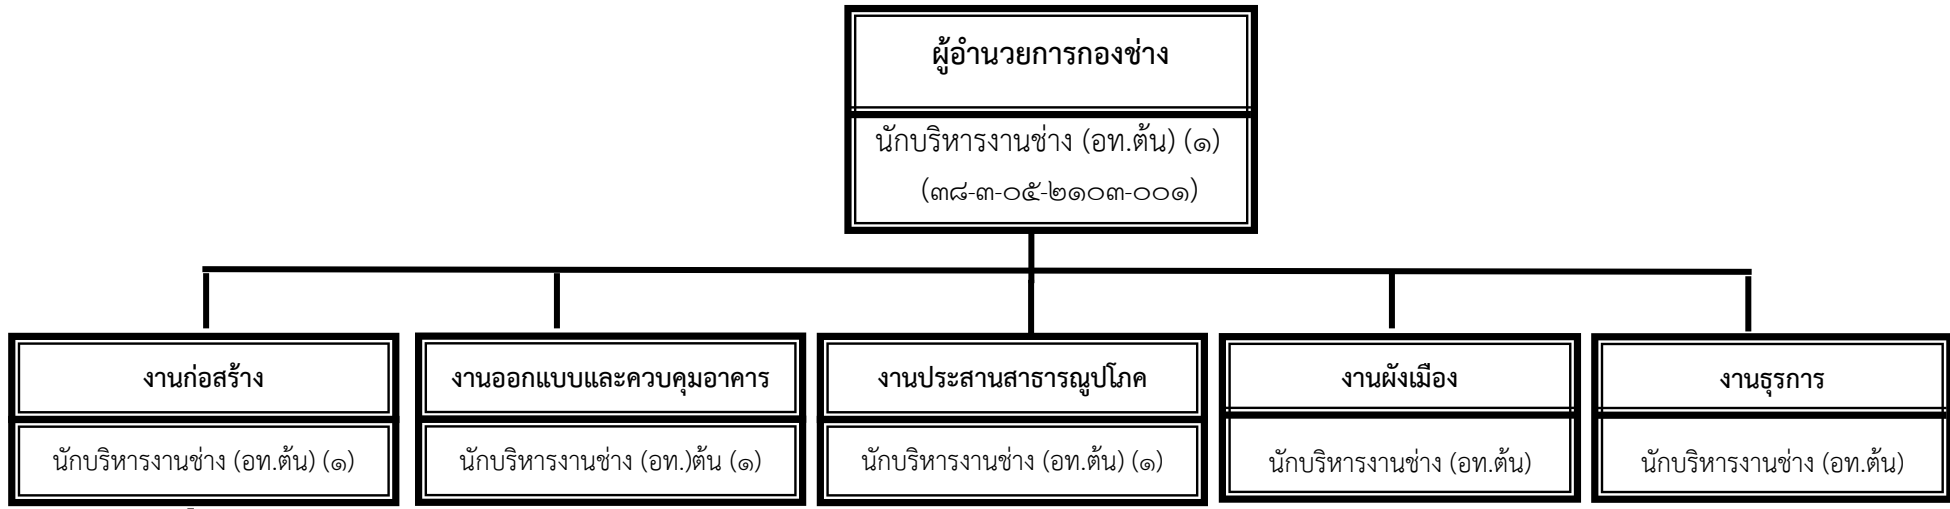 ผู้อำนวยการกองช่าง
นักบริหารงานช่าง (อท.ต้น) (๑)
(๓๘-๓-๐๕-๒๑๐๓-๐๐๑)
งานก่อสร้าง
นักบริหารงานช่าง (อท.ต้น) (๑)
งานออกแบบและควบคุมอาคาร
นักบริหารงานช่าง (อท.)ต้น (๑)
งานประสานสาธารณูปโภค
นักบริหารงานช่าง (อท.ต้น) (๑)
งานผังเมือง
นักบริหารงานช่าง (อท.ต้น)
งานธุรการ
นักบริหารงานช่าง (อท.ต้น)